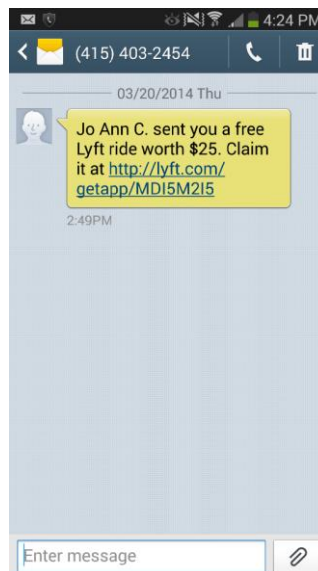 4:24 PM
(415) 403-2454
03/20/2014 Thu
Jo Ann C. sent you a free
Lyft ride worth $25. Claim
it at http://lyft.com/
getapp/MDI5M2I5
2:49PM
Enter message